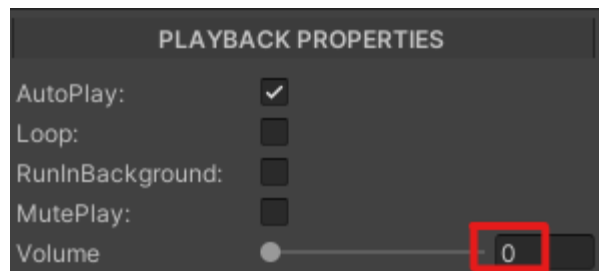 PLAYBACK PROPERTIES
AutoPlay:
Loop:
RunInBackground:
MutePlay:
Volume 0